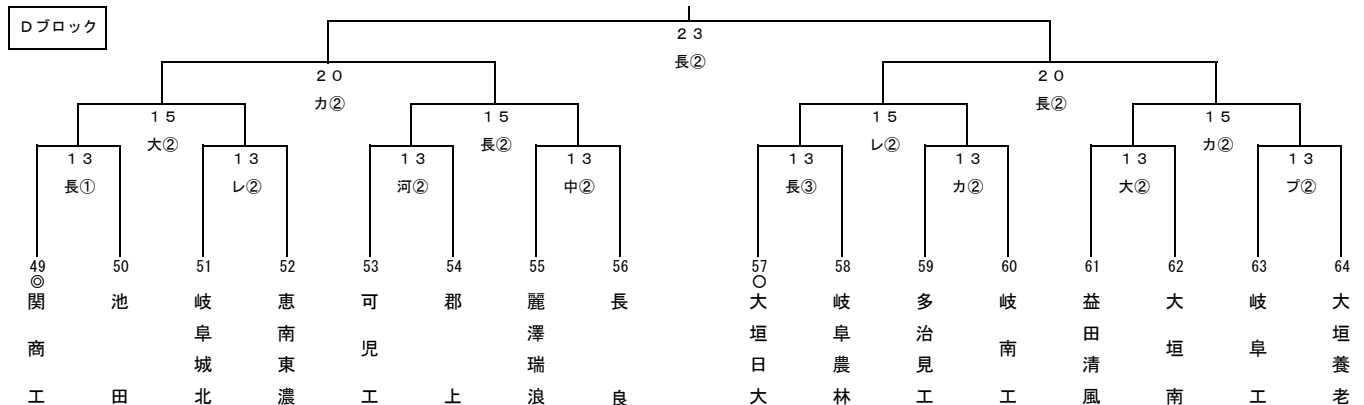 Dブロック
２３
長②
２０
２０
カ②
長②
１５
１５
１５
１５
大②
長②
レ②
カ②
１３
１３
１３
１３
１３
１３
１３
１３
長①
レ②
河②
中②
長③
カ②
大②
プ②
49
50
51
52
53
54
55
56
57
58
59
60
61
62
63
64
◎
○
関商工
池田
岐阜城北
恵南東濃
可児工
郡上
麗澤瑞浪
長良
大垣日大
岐阜農林
多治見工
岐南工
益田清風
大垣南
岐阜工
大垣養老